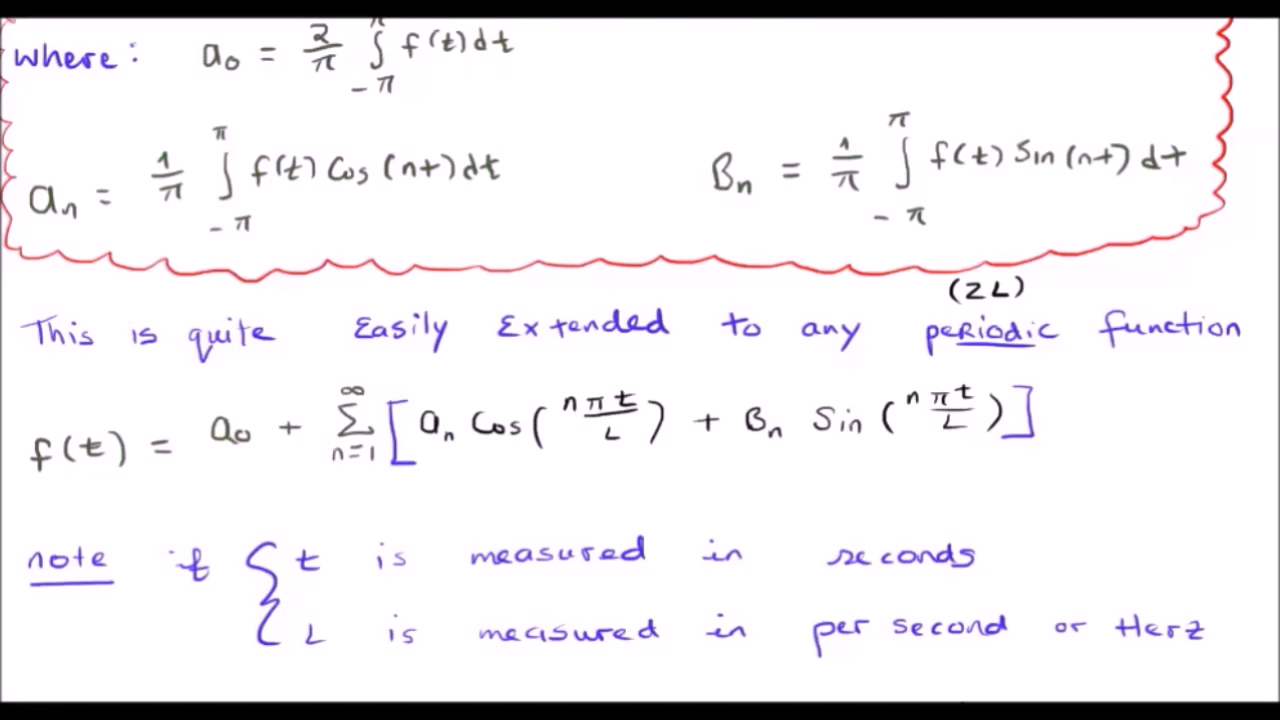 where: a₀ = 2/π ∫_{-π}^{π} f(t)dt
aₙ = 1/π ∫_{-π}^{π} f(t) Cos (nt)dt    Bₙ = 1/π ∫_{-π}^{π} f(t) Sin (nt) dt
(2L)
This is quite Easily Extended to any periodic function
f(t) = a₀ + ∑_{n=1}^{∞} [ aₙ Cos( nπt/L ) + Bₙ Sin ( nπt/L ) ]
note if { t is measured in seconds
L is measured in per second or Herz